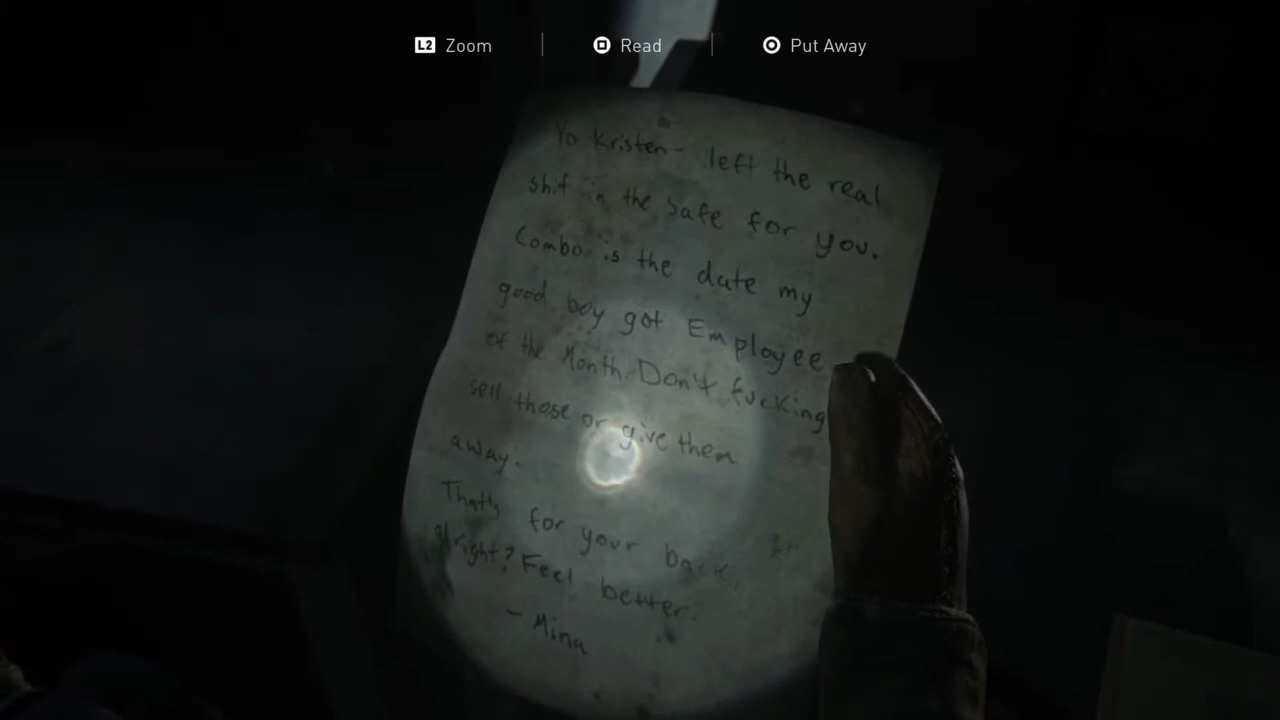 L2 Zoom | Read | Put Away
Yo Kristen- left the real
shit in the safe for you.
Combo is the date my
good boy got Employee
of the Month. Don't fucking
sell those or give them
away.
That's for your back,
alright? Feel better.
- Mina